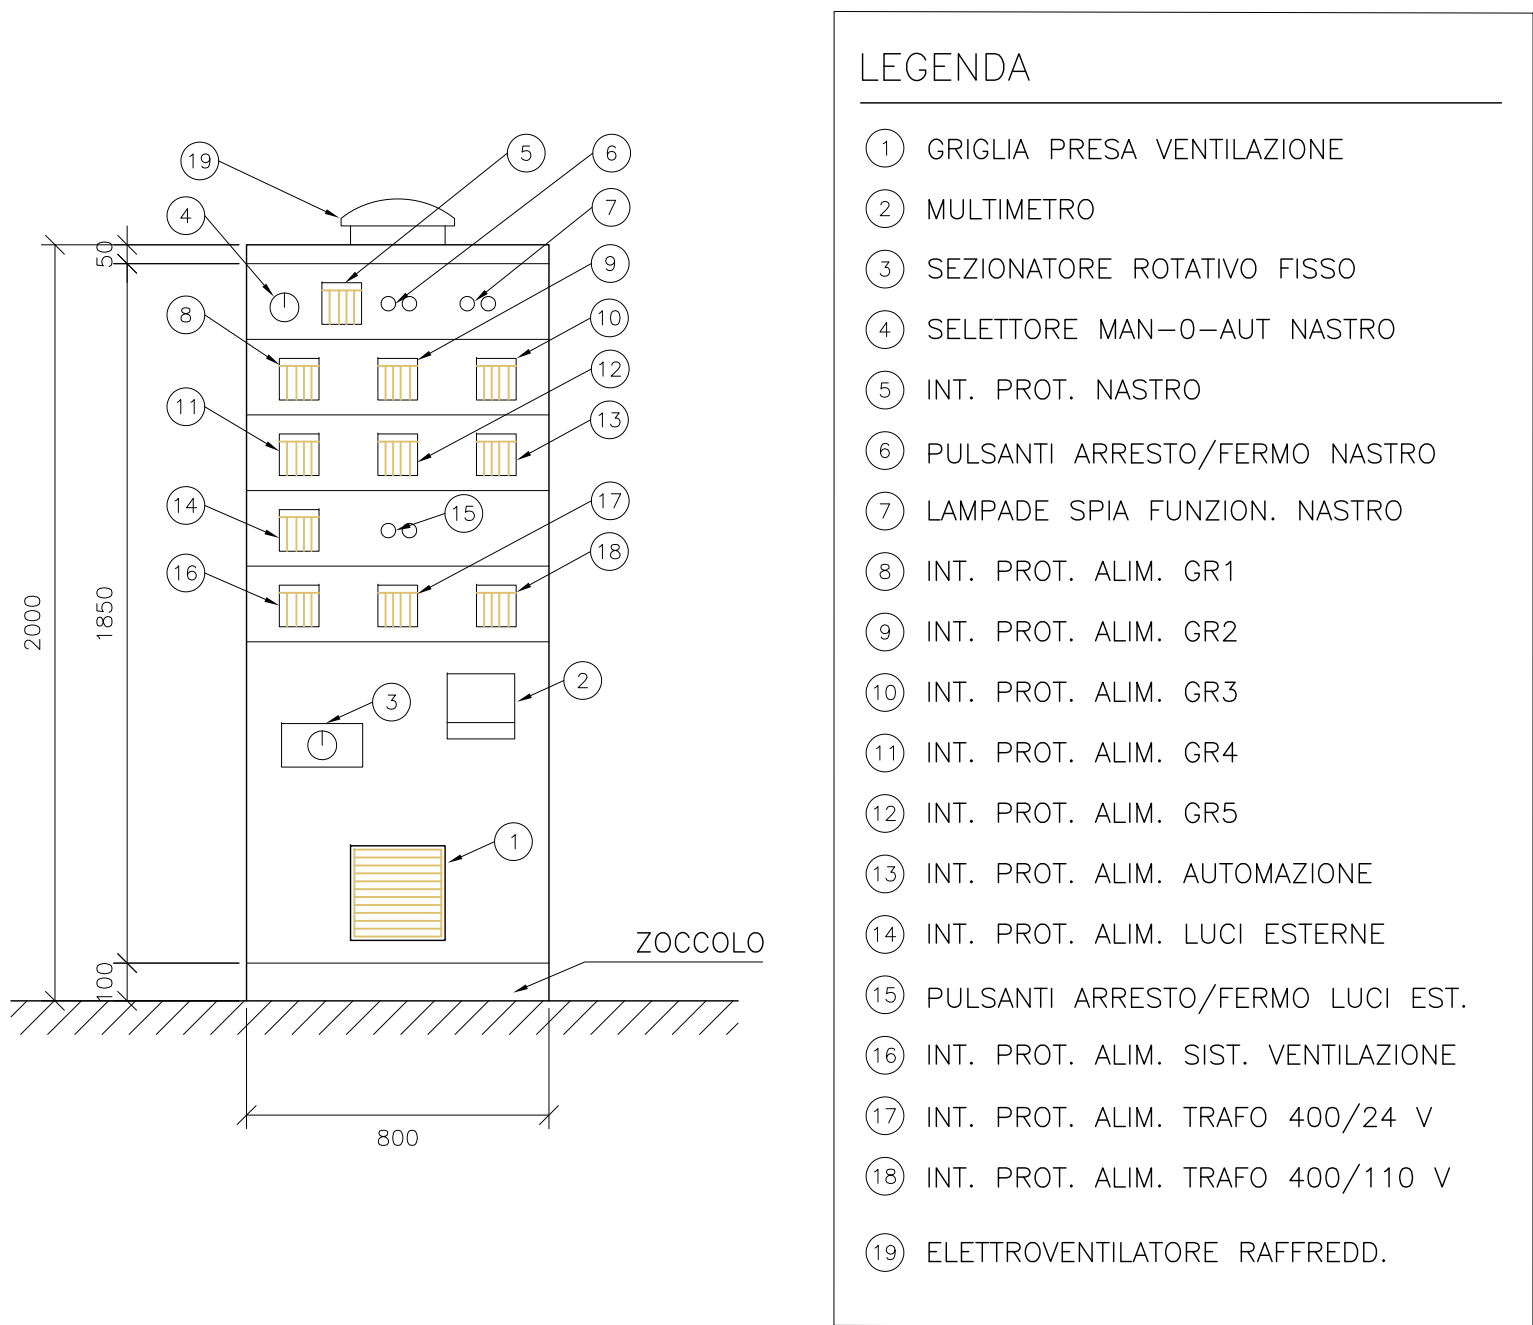 19
5
6
4
7
9
8
10
12
11
13
14
15
17
16
18
3
2
1
50
2000
1850
100
800
ZOCCOLO
LEGENDA
1 GRIGLIA PRESA VENTILAZIONE
2 MULTIMETRO
3 SEZIONATORE ROTATIVO FISSO
4 SELETTORE MAN-0-AUT NASTRO
5 INT. PROT. NASTRO
6 PULSANTI ARRESTO/FERMO NASTRO
7 LAMPADE SPIA FUNZION. NASTRO
8 INT. PROT. ALIM. GR1
9 INT. PROT. ALIM. GR2
10 INT. PROT. ALIM. GR3
11 INT. PROT. ALIM. GR4
12 INT. PROT. ALIM. GR5
13 INT. PROT. ALIM. AUTOMAZIONE
14 INT. PROT. ALIM. LUCI ESTERNE
15 PULSANTI ARRESTO/FERMO LUCI EST.
16 INT. PROT. ALIM. SIST. VENTILAZIONE
17 INT. PROT. ALIM. TRAFO 400/24 V
18 INT. PROT. ALIM. TRAFO 400/110 V
19 ELETTROVENTILATORE RAFFREDD.